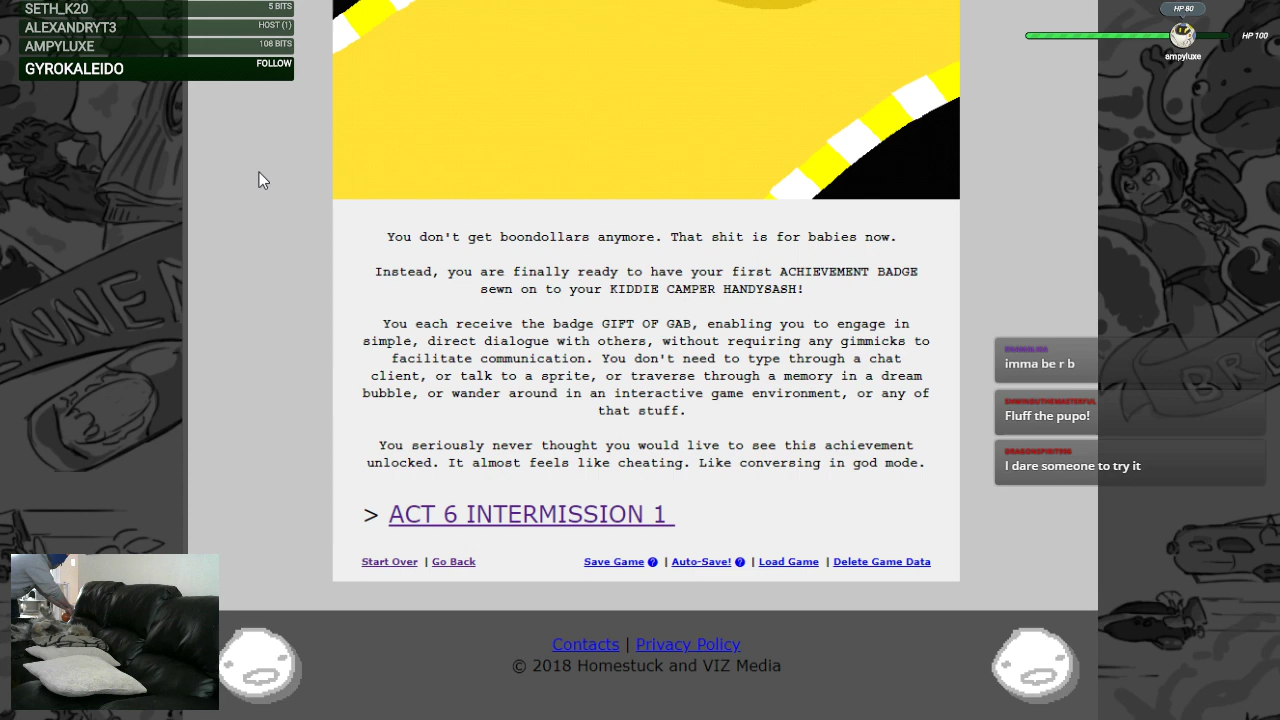 SETH_K20 5 BITS
ALEXANDRYT3 HOST (1)
AMPYLUXE 108 BITS
GYROKALEIDO FOLLOW
HP 80
HP 100
ampyluxe
You don't get boondollars anymore. That shit is for babies now.
Instead, you are finally ready to have your first ACHIEVEMENT BADGE
sewn on to your KIDDIE CAMPER HANDYSASH!
You each receive the badge GIFT OF GAB, enabling you to engage in
simple, direct dialogue with others, without requiring any gimmicks to
facilitate communication. You don't need to type through a chat
client, or talk to a sprite, or traverse through a memory in a dream
bubble, or wander around in an interactive game environment, or any of
that stuff.
You seriously never thought you would live to see this achievement
unlocked. It almost feels like cheating. Like conversing in god mode.
> ACT 6 INTERMISSION 1
Start Over | Go Back Save Game ? | Auto-Save! ? | Load Game | Delete Game Data
imma be r b
Fluff the pupo!
I dare someone to try it
Contacts | Privacy Policy
© 2018 Homestuck and VIZ Media